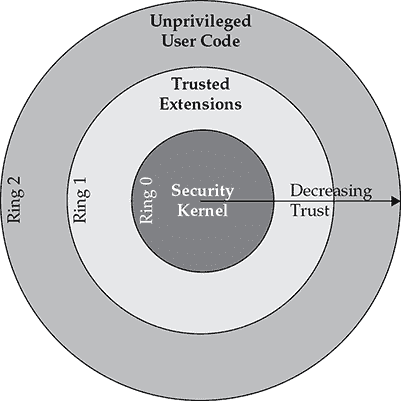 Unprivileged
User Code
Trusted
Extensions
Ring 2
Ring 1
Ring 0
Security
Kernel
Decreasing
Trust